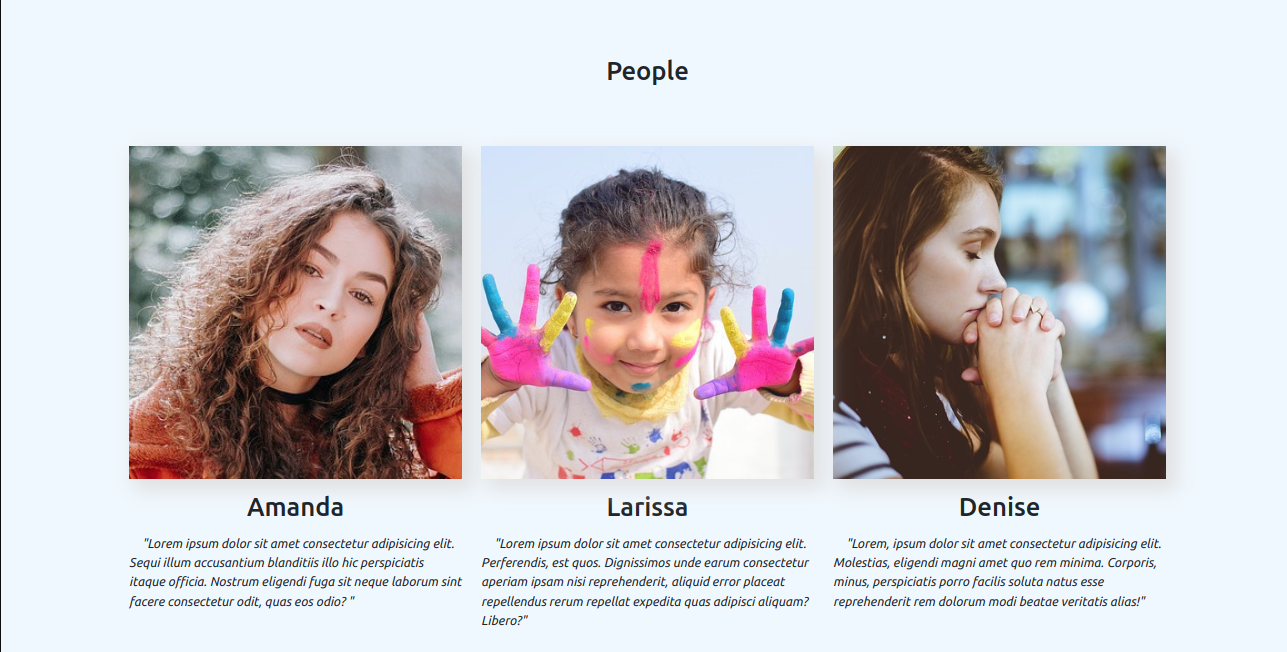 People
Amanda
"Lorem ipsum dolor sit amet consectetur adipisicing elit.
Sequi illum accusantium blanditiis illo hic perspiciatis
itaque officia. Nostrum eligendi fuga sit neque laborum sint
facere consectetur odit, quas eos odio? "
Larissa
"Lorem ipsum dolor sit amet consectetur adipisicing elit.
Perferendis, est quos. Dignissimos unde earum consectetur
aperiam ipsam nisi reprehenderit, aliquid error placeat
repellendus rerum repellat expedita quas adipisci aliquam?
Libero?"
Denise
"Lorem, ipsum dolor sit amet consectetur adipisicing elit.
Molestias, eligendi magni amet quo rem minima. Corporis,
minus, perspiciatis porro facilis soluta natus esse
reprehenderit rem dolorum modi beatae veritatis alias!"